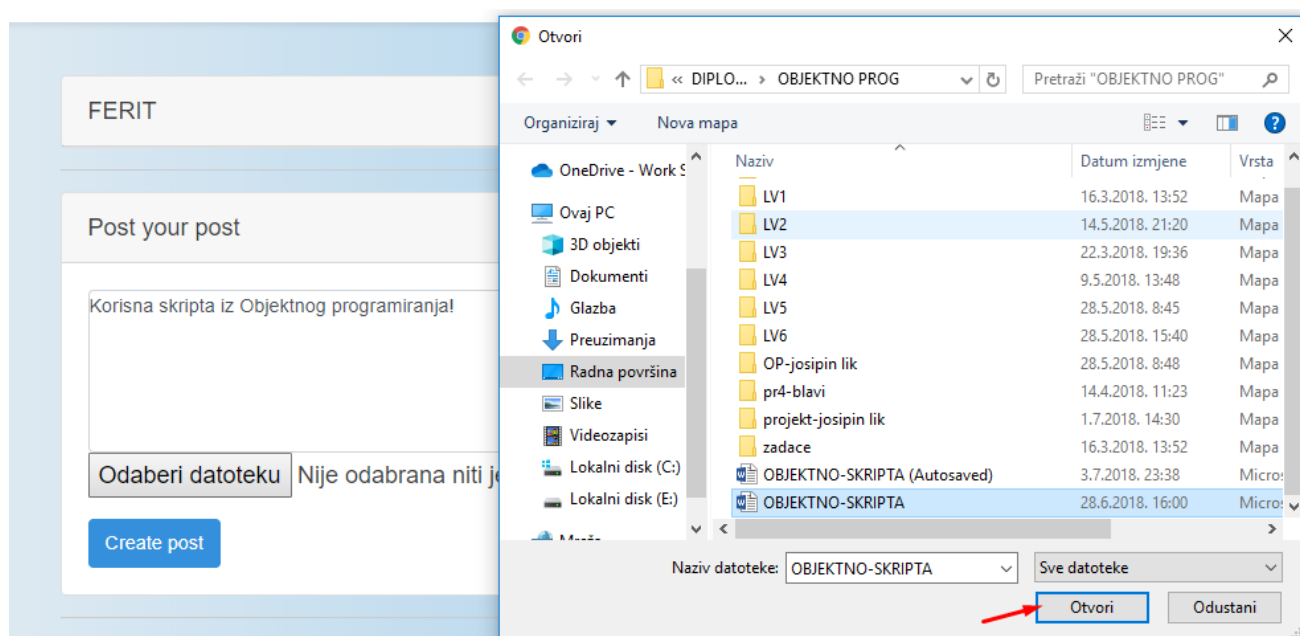 FERIT
Post your post
Korisna skripta iz Objektnog programiranja!
Odaberi datoteku Nije odabrana niti je
Create post
Otvori
« DIPLO... › OBJEKTNO PROG
Pretraži "OBJEKTNO PROG"
Organiziraj Nova mapa
OneDrive - Work S
Ovaj PC
3D objekti
Dokumenti
Glazba
Preuzimanja
Radna površina
Slike
Videozapisi
Lokalni disk (C:)
Lokalni disk (E:)
Naziv Datum izmjene Vrsta
LV1 16.3.2018. 13:52 Mapa
LV2 14.5.2018. 21:20 Mapa
LV3 22.3.2018. 19:36 Mapa
LV4 9.5.2018. 13:48 Mapa
LV5 28.5.2018. 8:45 Mapa
LV6 28.5.2018. 15:40 Mapa
OP-josipin lik 28.5.2018. 8:48 Mapa
pr4-blavi 14.4.2018. 11:23 Mapa
projekt-josipin lik 1.7.2018. 14:30 Mapa
zadace 16.3.2018. 13:52 Mapa
OBJEKTNO-SKRIPTA (Autosaved) 3.7.2018. 23:38 Micros
OBJEKTNO-SKRIPTA 28.6.2018. 16:00 Micros
Naziv datoteke: OBJEKTNO-SKRIPTA Sve datoteke
Otvori Odustani